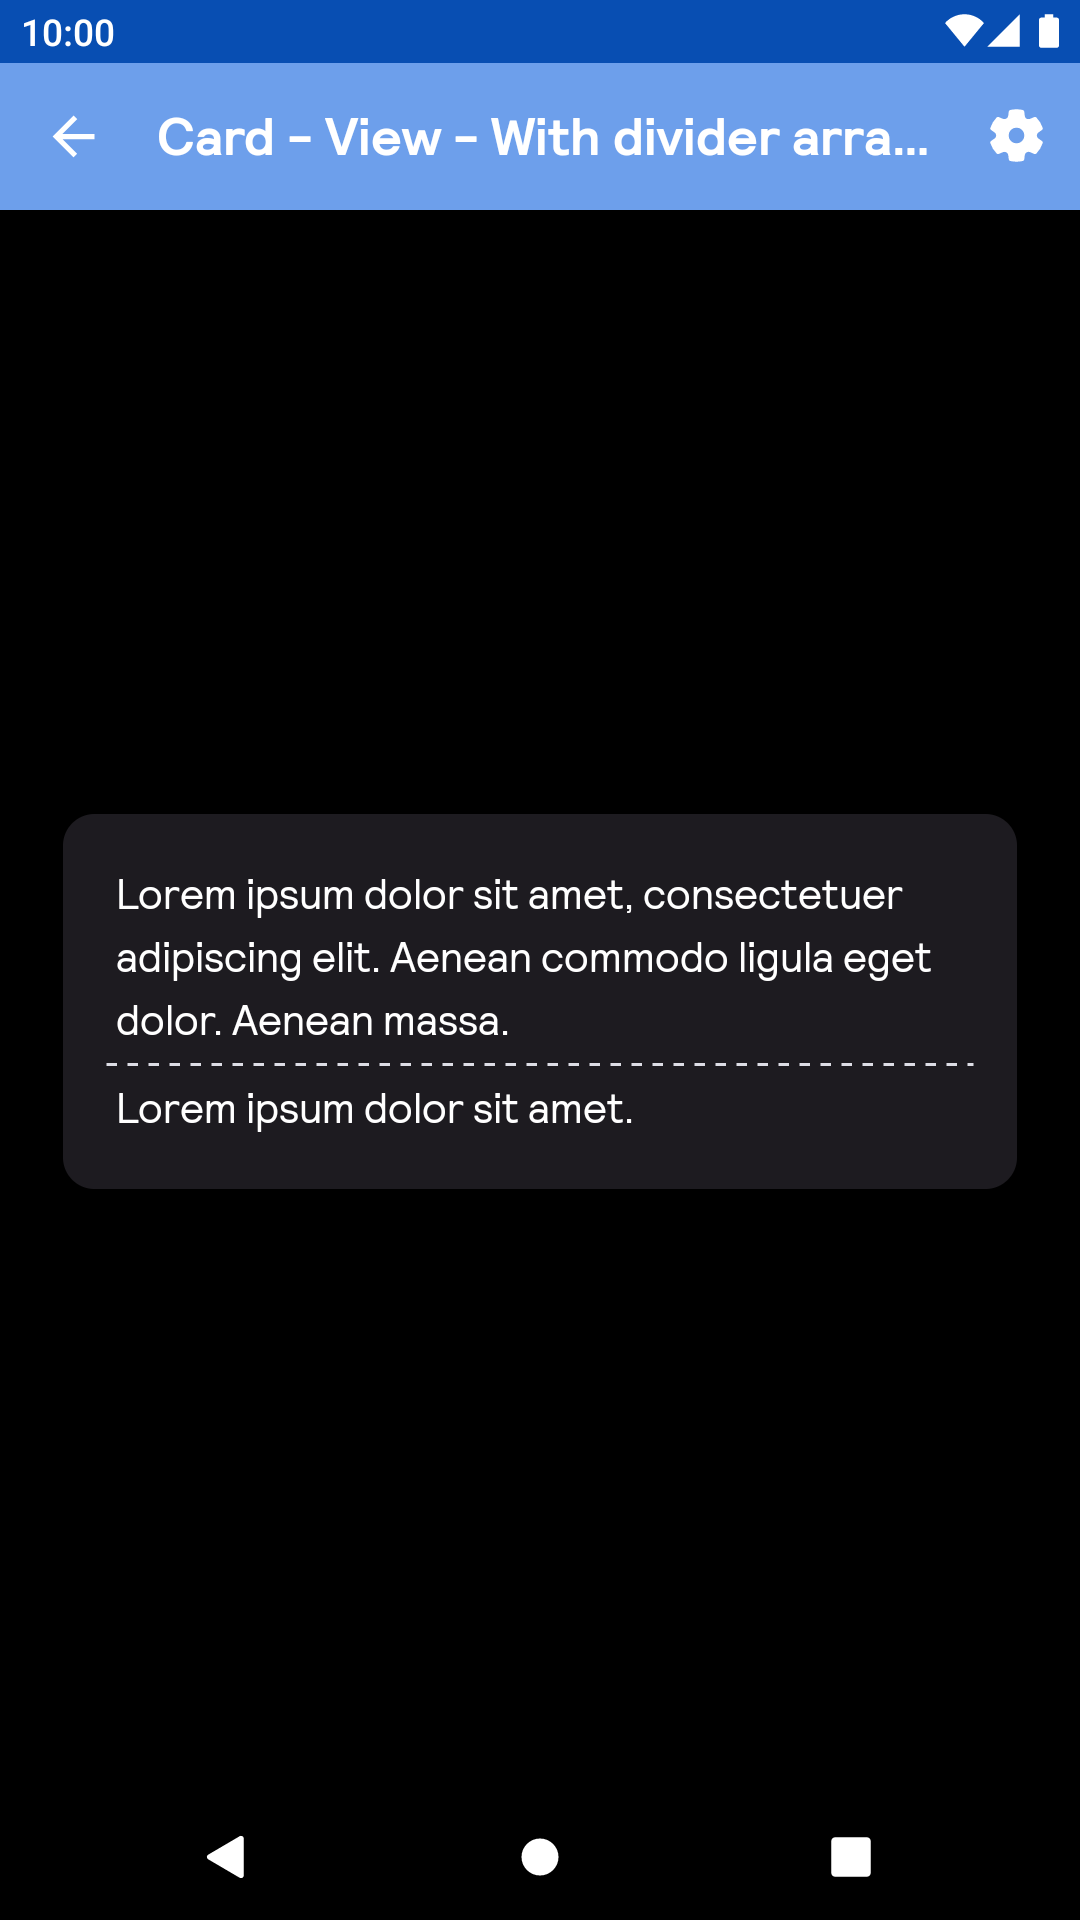 10:00
Card - View - With divider arra...
Lorem ipsum dolor sit amet, consectetuer
adipiscing elit. Aenean commodo ligula eget
dolor. Aenean massa.
Lorem ipsum dolor sit amet.